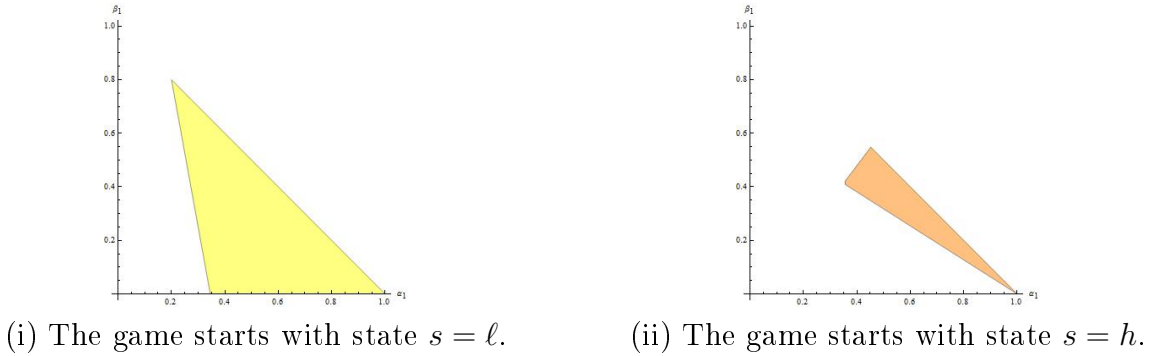 β₁
1.0
0.8
0.6
0.4
0.2
0.2 0.4 0.6 0.8 1.0 α₁
(i) The game starts with state s = ℓ.
β₁
1.0
0.8
0.6
0.4
0.2
0.2 0.4 0.6 0.8 1.0 α₁
(ii) The game starts with state s = h.